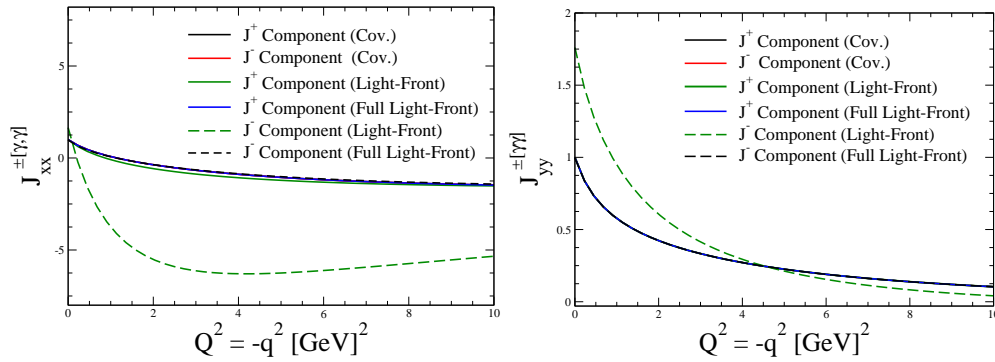 J^+ Component (Cov.)
J^- Component (Cov.)
J^+ Component (Light-Front)
J^+ Component (Full Light-Front)
J^- Component (Light-Front)
J^- Component (Full Light-Front)
5
0
-5
J_xx^±[γ,γ]
0 2 4 6 8 10
Q^2 = -q^2 [GeV]^2
J^+ Component (Cov.)
J^- Component (Cov.)
J^+ Component (Light-Front)
J^+ Component (Full Light-Front)
J^- Component (Light-Front)
J^- Component (Full Light-Front)
2
1.5
1
0.5
0
J_yy^±[γγ]
0 2 4 6 8 10
Q^2 = -q^2 [GeV]^2